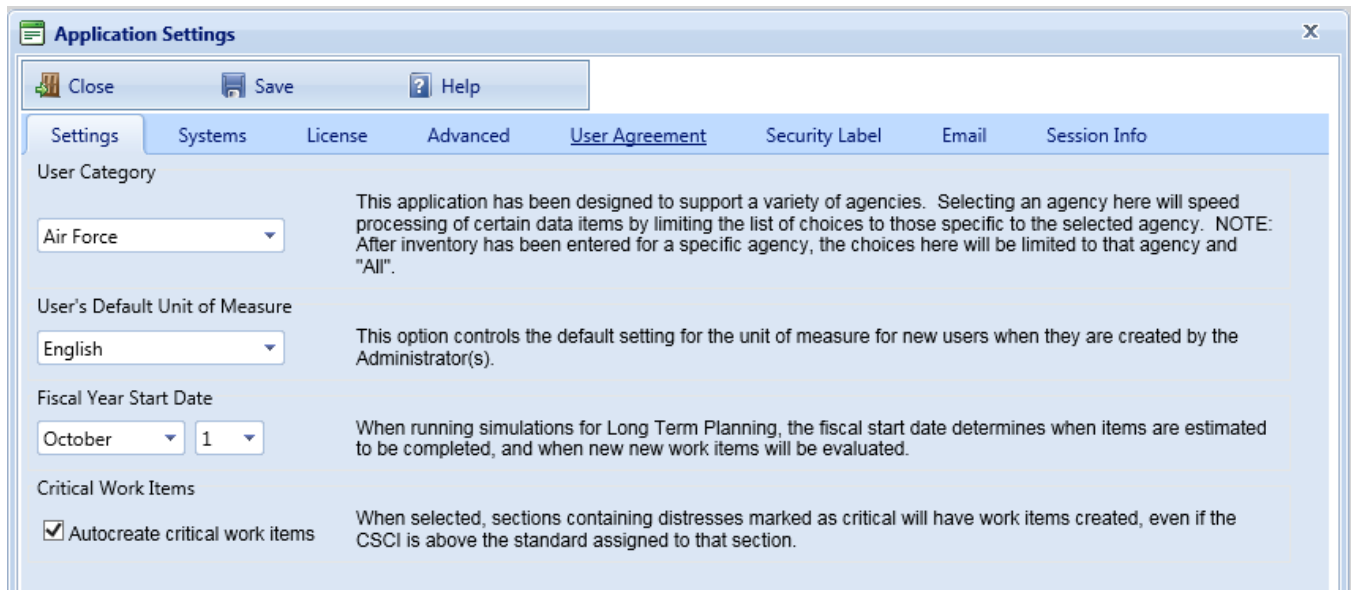 Application Settings
x
Close Save Help
Settings Systems License Advanced User Agreement Security Label Email Session Info
User Category
This application has been designed to support a variety of agencies. Selecting an agency here will speed
processing of certain data items by limiting the list of choices to those specific to the selected agency. NOTE:
After inventory has been entered for a specific agency, the choices here will be limited to that agency and
"All".
Air Force
User's Default Unit of Measure
English
This option controls the default setting for the unit of measure for new users when they are created by the
Administrator(s).
Fiscal Year Start Date
October 1
When running simulations for Long Term Planning, the fiscal start date determines when items are estimated
to be completed, and when new new work items will be evaluated.
Critical Work Items
Autocreate critical work items
When selected, sections containing distresses marked as critical will have work items created, even if the
CSCI is above the standard assigned to that section.